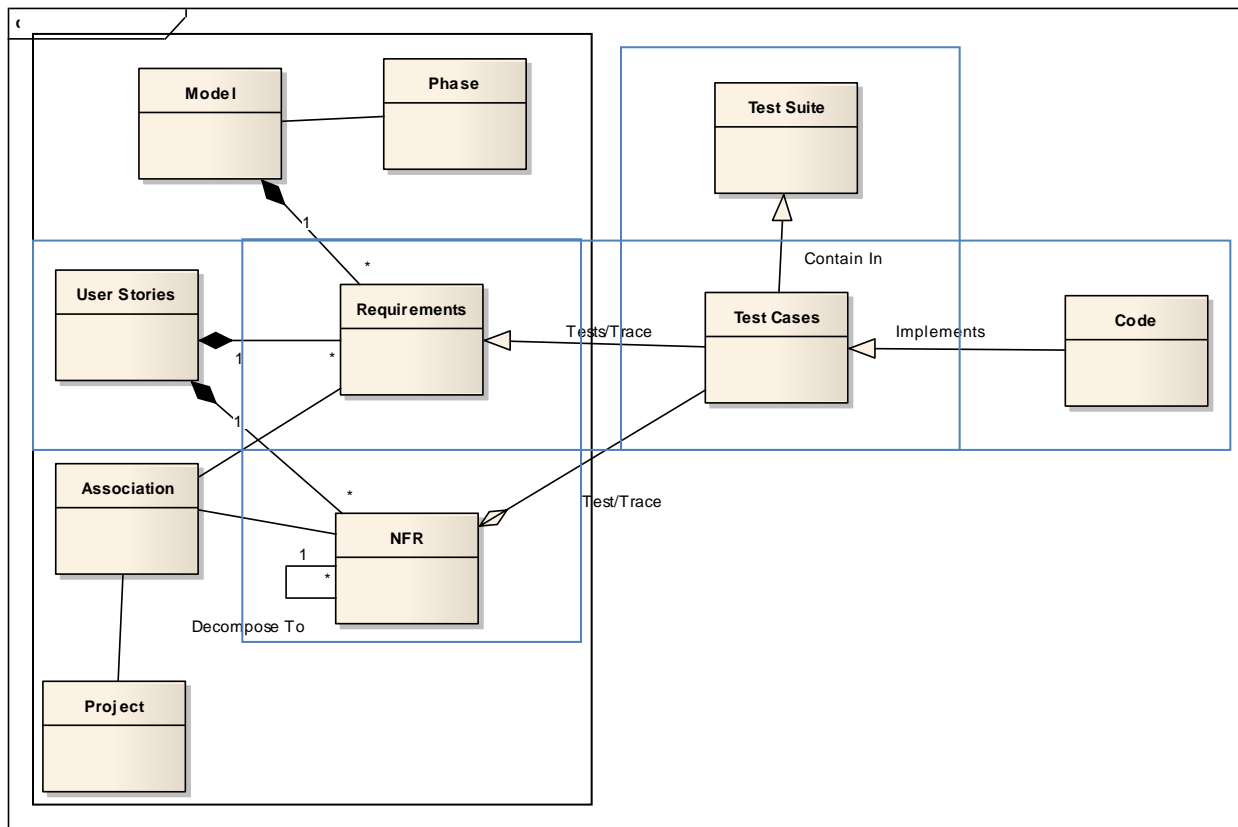 Model
Phase
Test Suite
1
*
Contain In
User Stories
Requirements
Test Cases
Code
Tests/Trace
Implements
1
*
1
*
Association
NFR
Test/Trace
1
*
Decompose To
Project